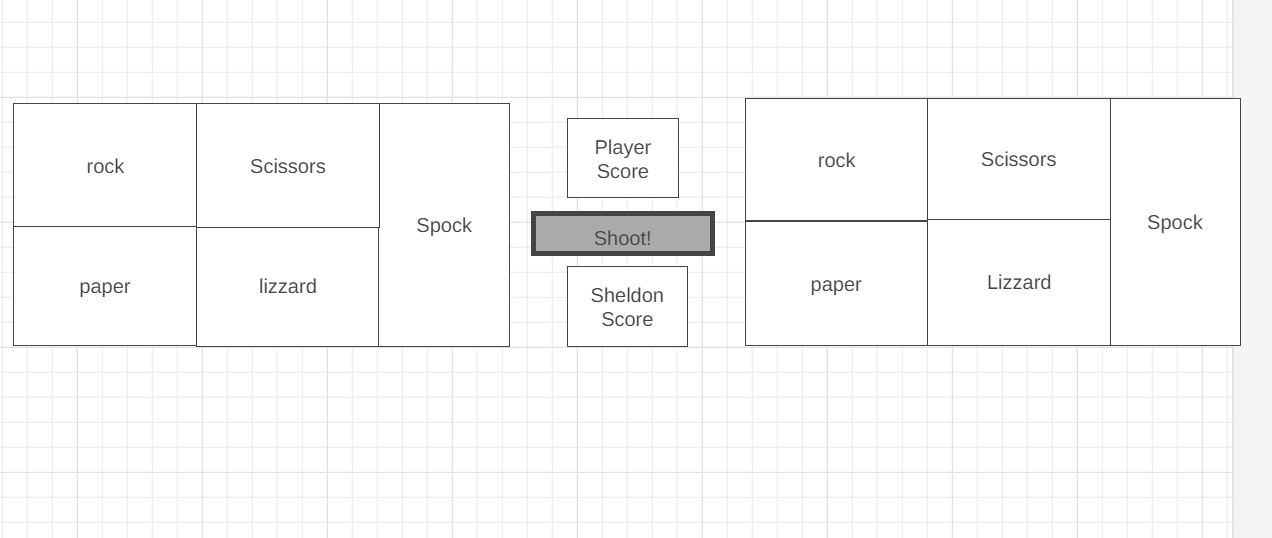 rock
Scissors
Spock
paper
lizzard
Player
Score
Shoot!
Sheldon
Score
rock
Scissors
Spock
paper
Lizzard